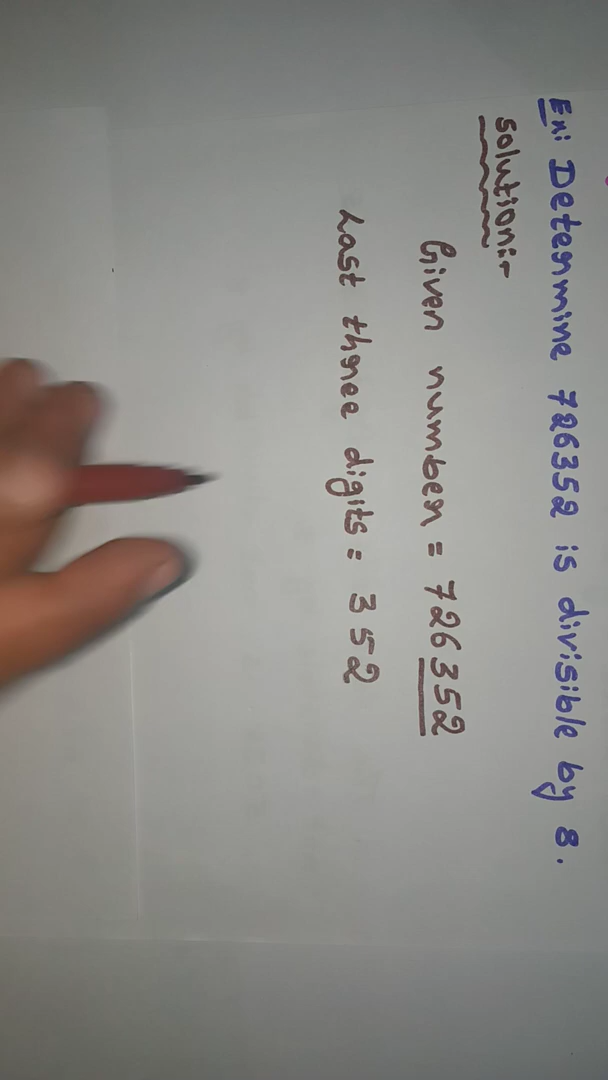 Ex: Determine 726352 is divisible by 8.
Solution:-
Given number = 726352
Last three digits = 352